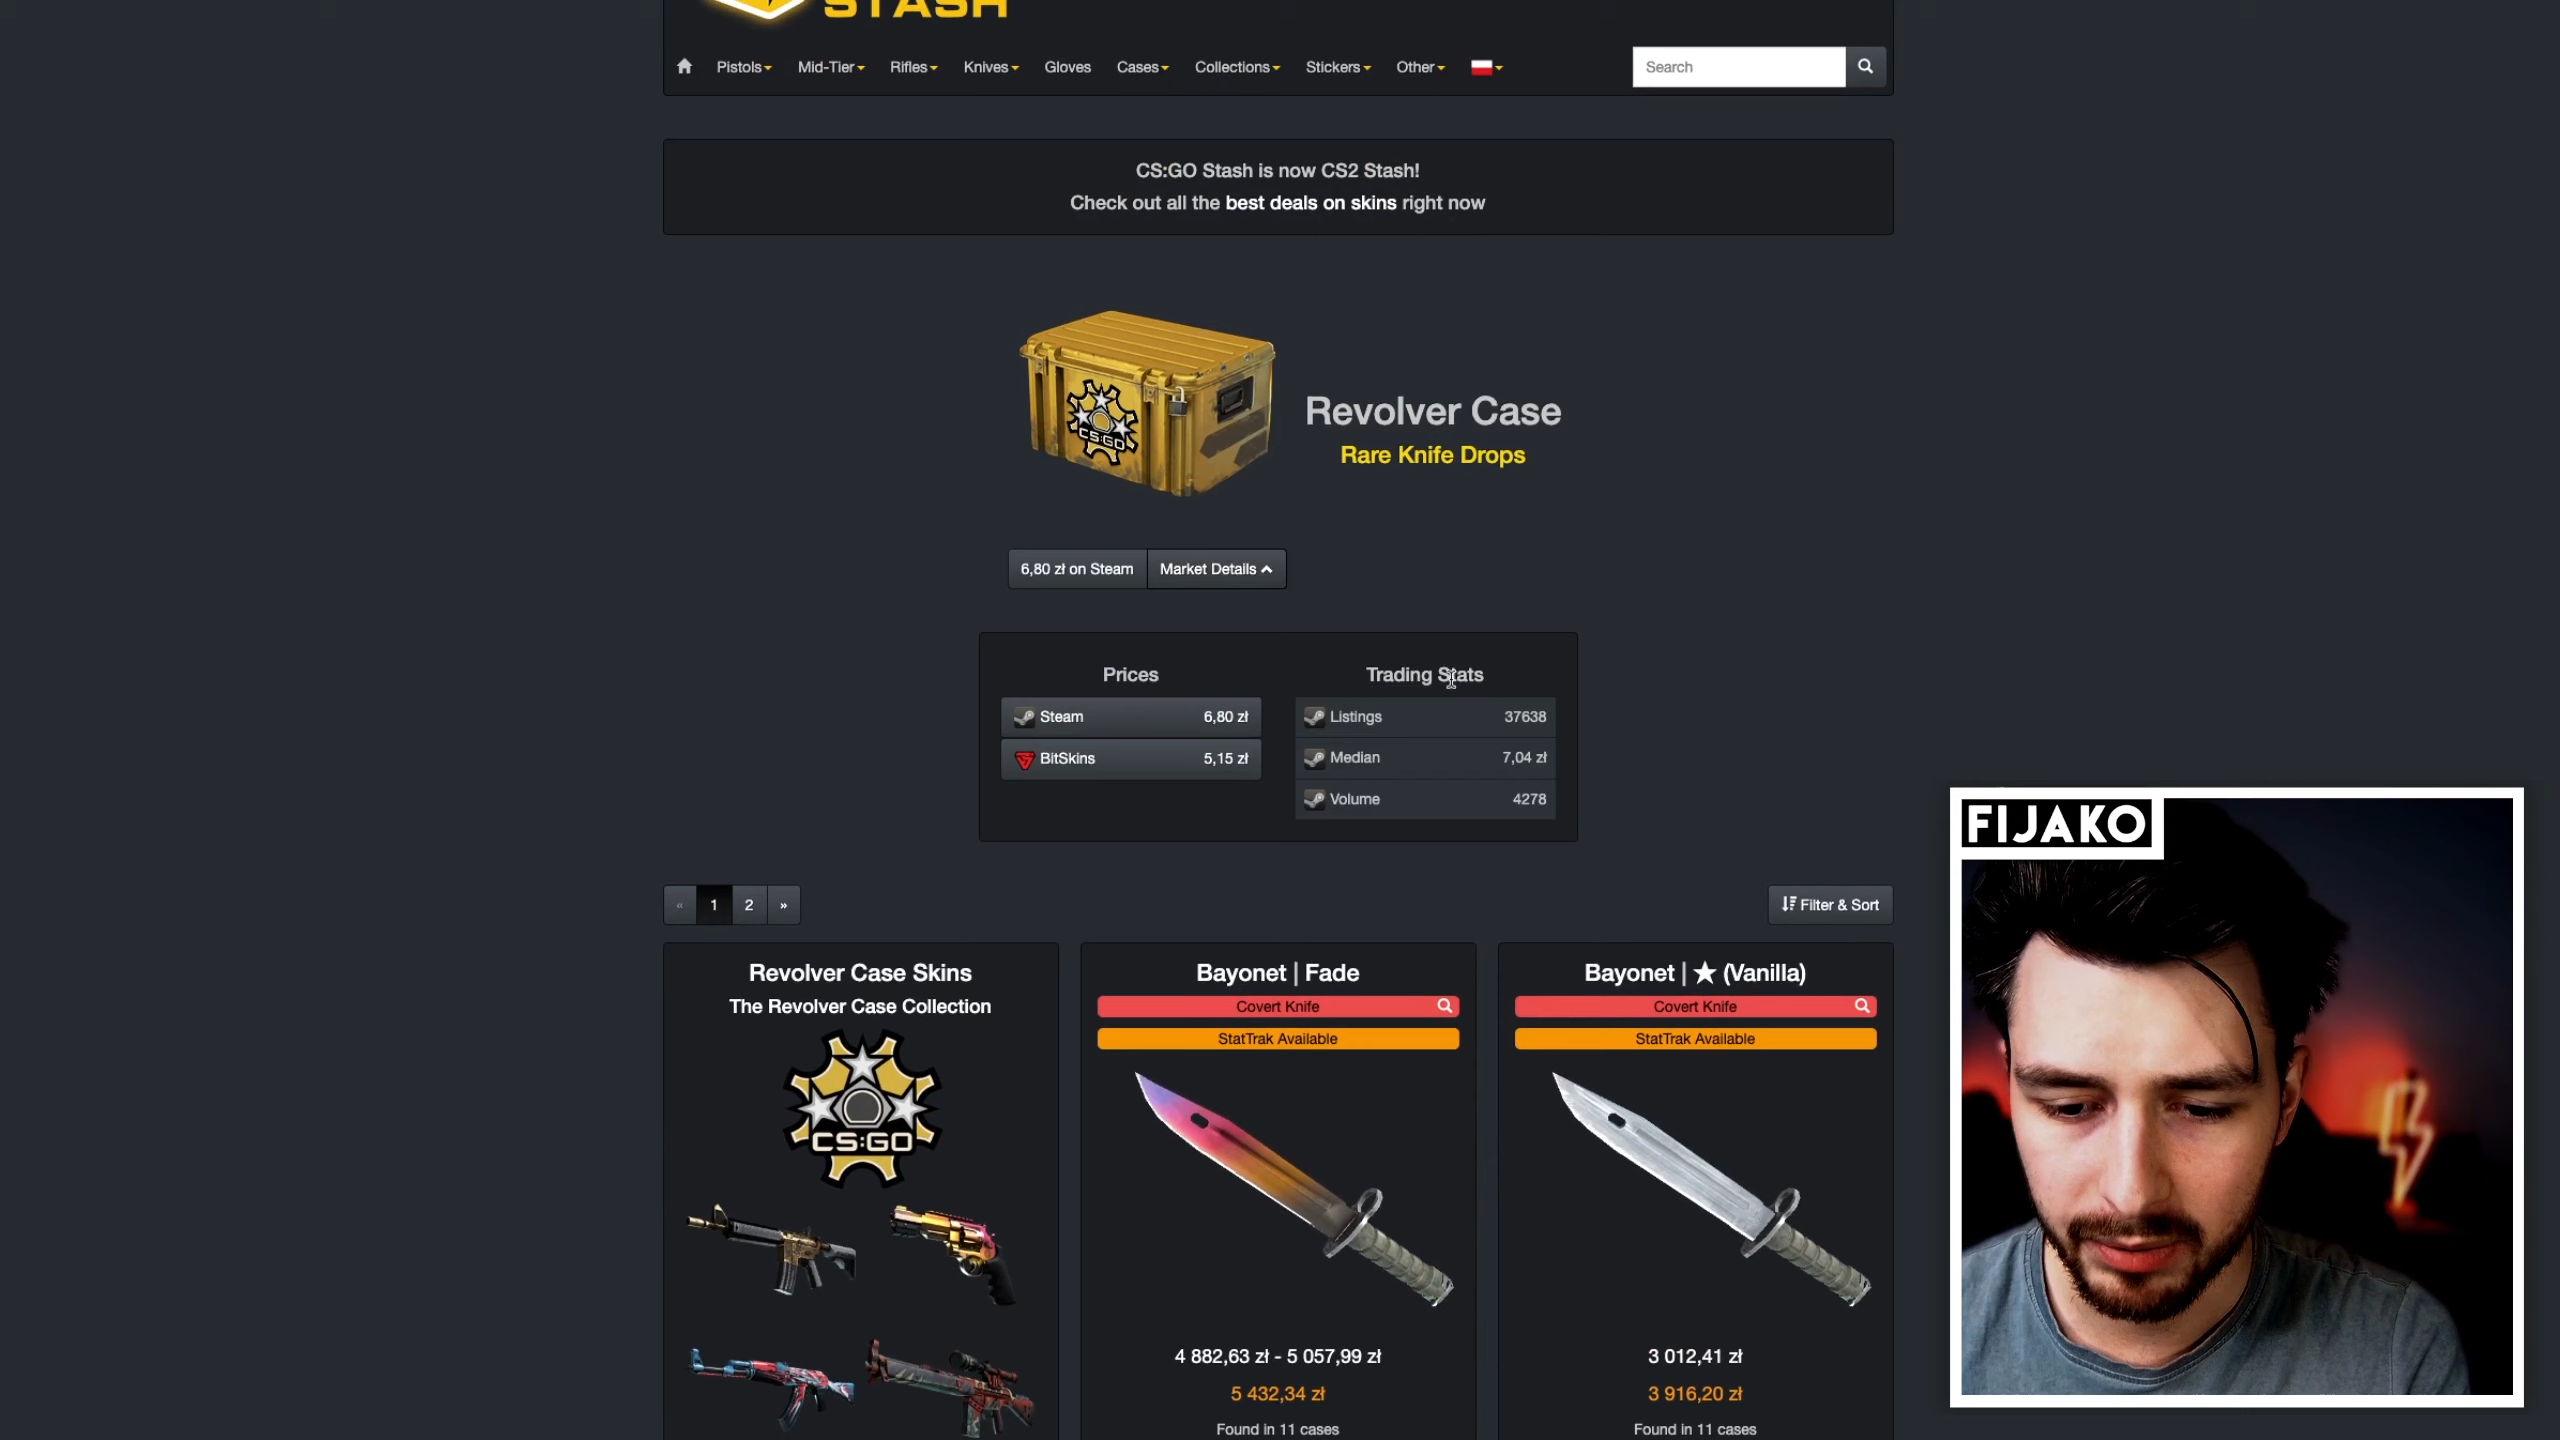 STASH
Pistols Mid-Tier Rifles Knives Gloves Cases Collections Stickers Other Search
CS:GO Stash is now CS2 Stash!
Check out all the best deals on skins right now
CS:GO
Revolver Case
Rare Knife Drops
6,80 zł on Steam Market Details
Prices Trading Stats
Steam 6,80 zł Listings 37638
BitSkins 5,15 zł Median 7,04 zł
Volume 4278
FIJAKO
« 1 2 » Filter & Sort
Revolver Case Skins Bayonet | Fade Bayonet | ★ (Vanilla)
The Revolver Case Collection Covert Knife Covert Knife
StatTrak Available StatTrak Available
CS:GO
4 882,63 zł - 5 057,99 zł 3 012,41 zł
5 432,34 zł 3 916,20 zł
Found in 11 cases Found in 11 cases